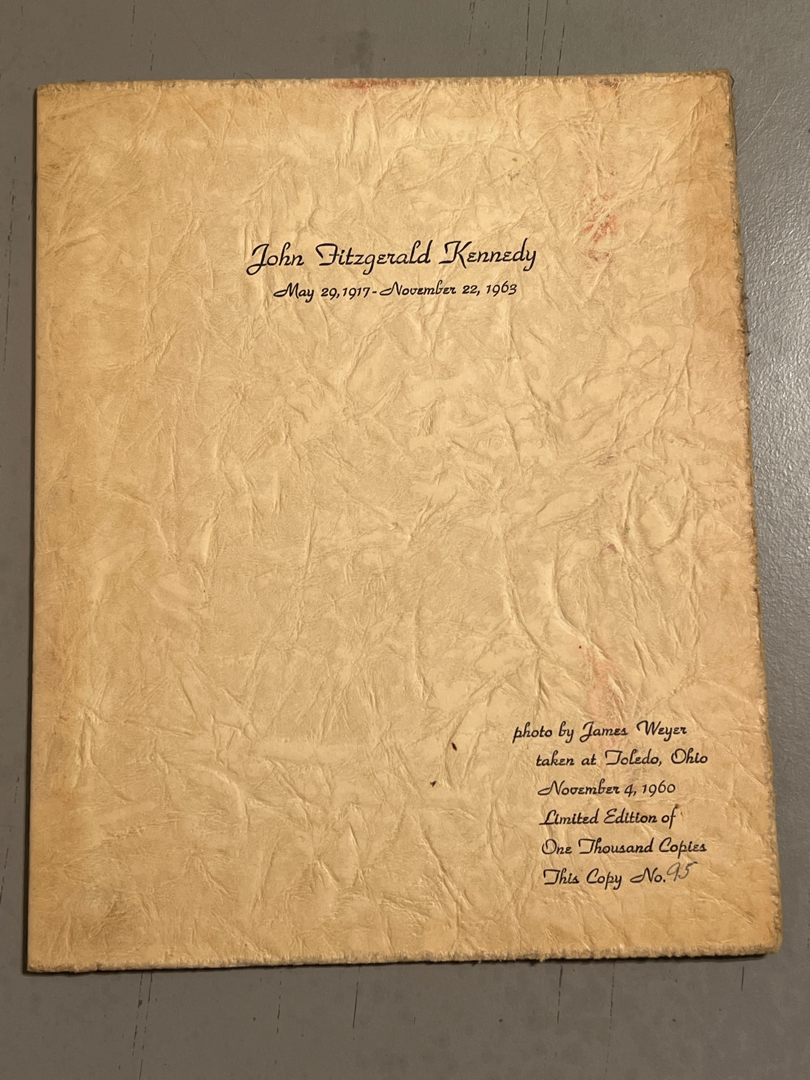 John Fitzgerald Kennedy
May 29, 1917 - November 22, 1963
photo by James Weyer
taken at Toledo, Ohio
November 4, 1960
Limited Edition of
One Thousand Copies
This Copy No. 95